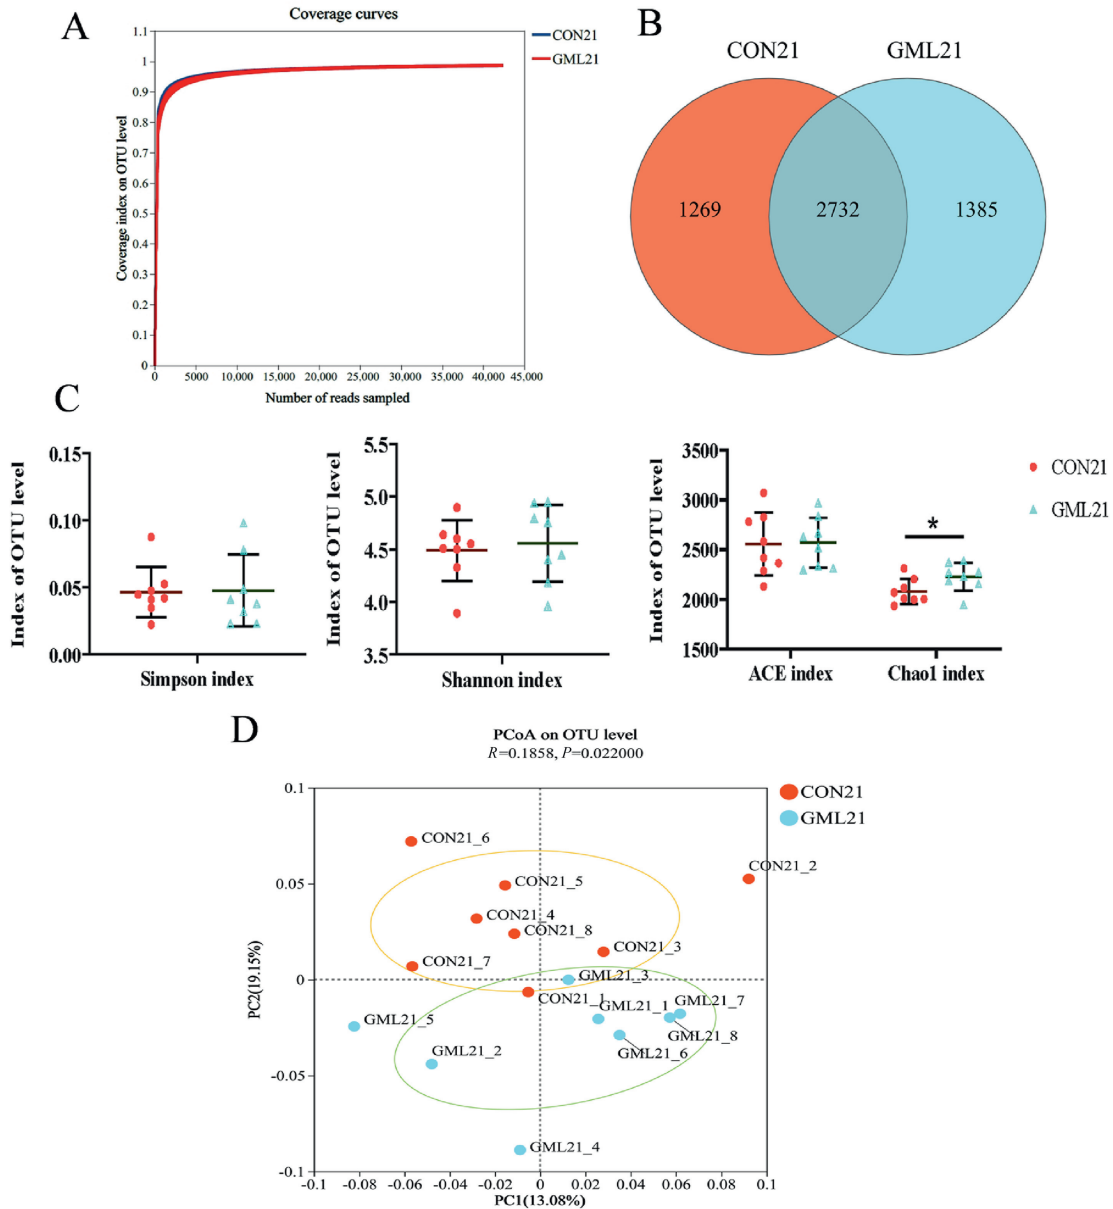 A
Coverage curves
CON21
GML21
1.1
1
0.9
0.8
0.7
0.6
0.5
0.4
0.3
0.2
0.1
0
Coverage index on OTU level
0 5000 10,000 15,000 20,000 25,000 30,000 35,000 40,000 45,000
Number of reads sampled
B
CON21 GML21
1269 2732 1385
C
Index of OTU level
0.15
0.10
0.05
0.00
Simpson index
Index of OTU level
5.5
5.0
4.5
4.0
3.5
Shannon index
Index of OTU level
3500
3000
2500
2000
1500
*
ACE index Chao1 index
CON21
GML21
D
PCoA on OTU level
R=0.1858, P=0.022000
CON21
GML21
0.1
0.05
0
-0.05
-0.1
PC2(19.15%)
CON21_6
CON21_2
CON21_5
CON21_4
CON21_8
CON21_3
CON21_7
GML21_3
CON21_1
GML21_1
GML21_7
GML21_5
GML21_8
GML21_2
GML21_6
GML21_4
-0.1 -0.08 -0.06 -0.04 -0.02 0 0.02 0.04 0.06 0.08 0.1
PC1(13.08%)